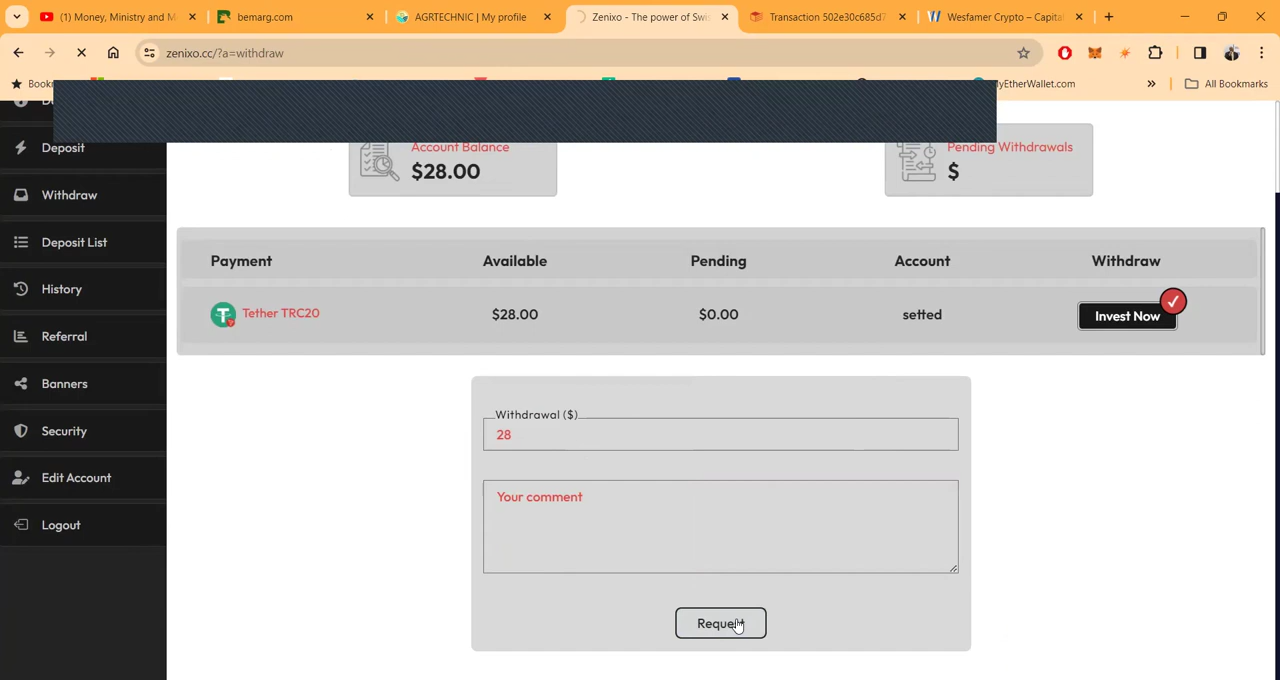 (1) Money, Ministry and M
bemarg.com
AGRTECHNIC | My profile
Zenixo - The power of Swis
Transaction 502e30c685d7
Wesfamer Crypto – Capita
zenixo.cc/?a=withdraw
yEtherWallet.com
All Bookmarks
Deposit
Withdraw
Deposit List
History
Referral
Banners
Security
Edit Account
Logout
Account Balance
$28.00
Pending Withdrawals
$
Payment Available Pending Account Withdraw
Tether TRC20 $28.00 $0.00 setted Invest Now
Withdrawal ($)
28
Your comment
Request